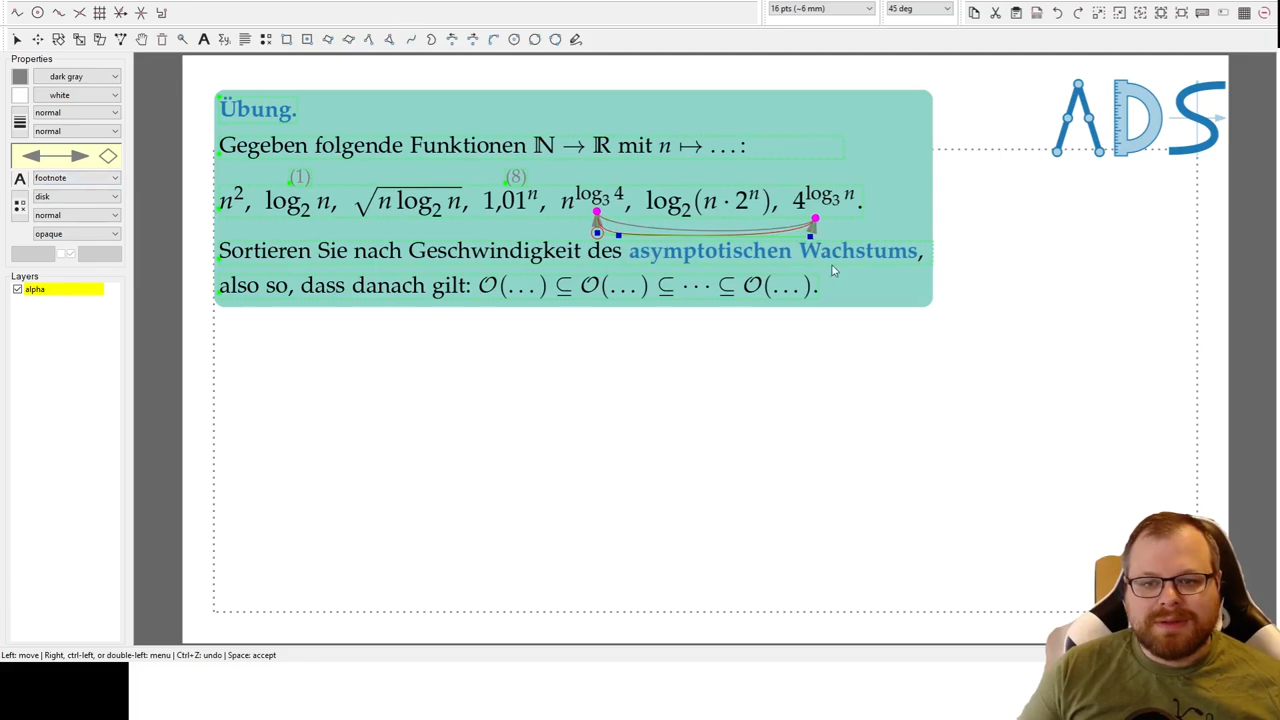 16 pts (~6 mm)
45 deg
Properties
dark gray
white
normal
normal
footnote
disk
normal
opaque
Layers
alpha
ADS
Übung.
Gegeben folgende Funktionen ℕ → ℝ mit n ↦ …:
(1) (8)
n², log₂ n, √(n log₂ n), 1,01ⁿ, n^{log₃ 4}, log₂(n · 2ⁿ), 4^{log₃ n}.
Sortieren Sie nach Geschwindigkeit des asymptotischen Wachstums,
also so, dass danach gilt: 𝒪(…) ⊆ 𝒪(…) ⊆ ⋯ ⊆ 𝒪(…).
Left: move | Right, ctrl-left, or double-left: menu | Ctrl+Z: undo | Space: accept